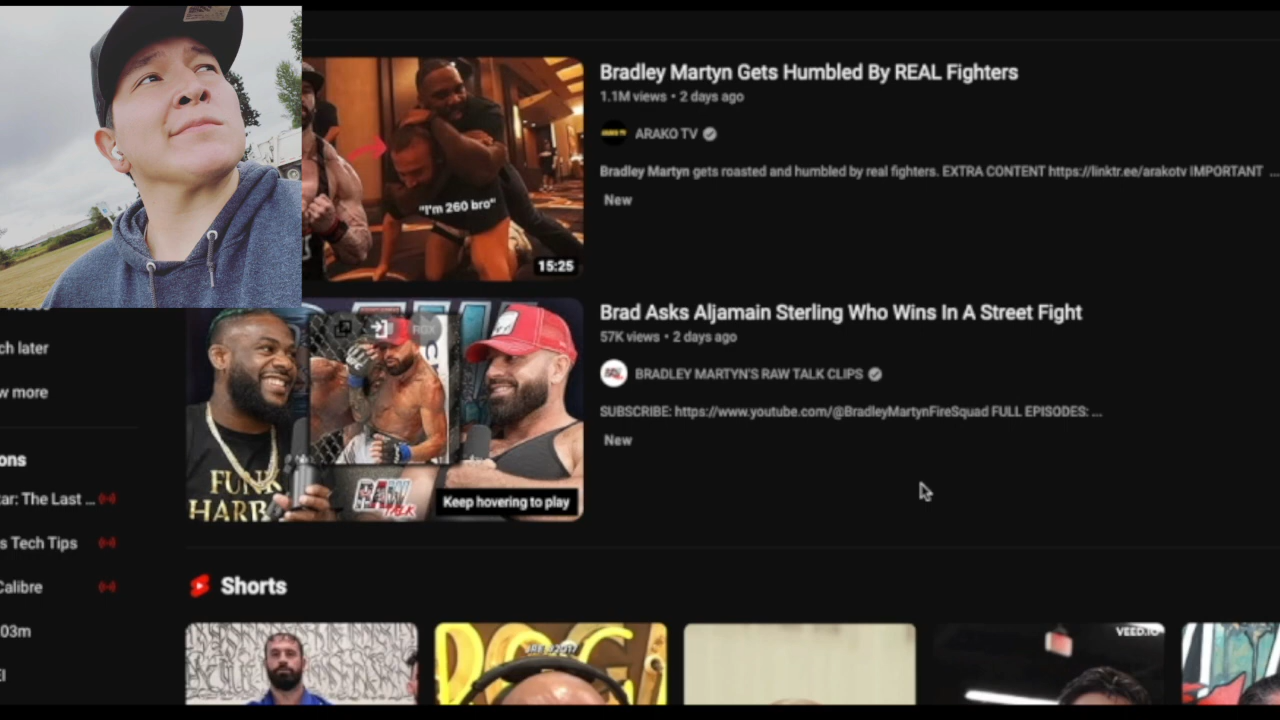 Bradley Martyn Gets Humbled By REAL Fighters
1.1M views • 2 days ago
ARAKO TV
Bradley Martyn gets roasted and humbled by real fighters. EXTRA CONTENT https://linktr.ee/arakotv IMPORTANT ...
New
"I'm 260 bro"
15:25
Brad Asks Aljamain Sterling Who Wins In A Street Fight
57K views • 2 days ago
BRADLEY MARTYN'S RAW TALK CLIPS
SUBSCRIBE: https://www.youtube.com/@BradleyMartynFireSquad FULL EPISODES: ...
New
FUNK
HARB
RAW
TALK
Keep hovering to play
ch later
w more
ons
tar: The Last ...
s Tech Tips
Calibre
03m
Shorts
JRE #2017
VEED.IO